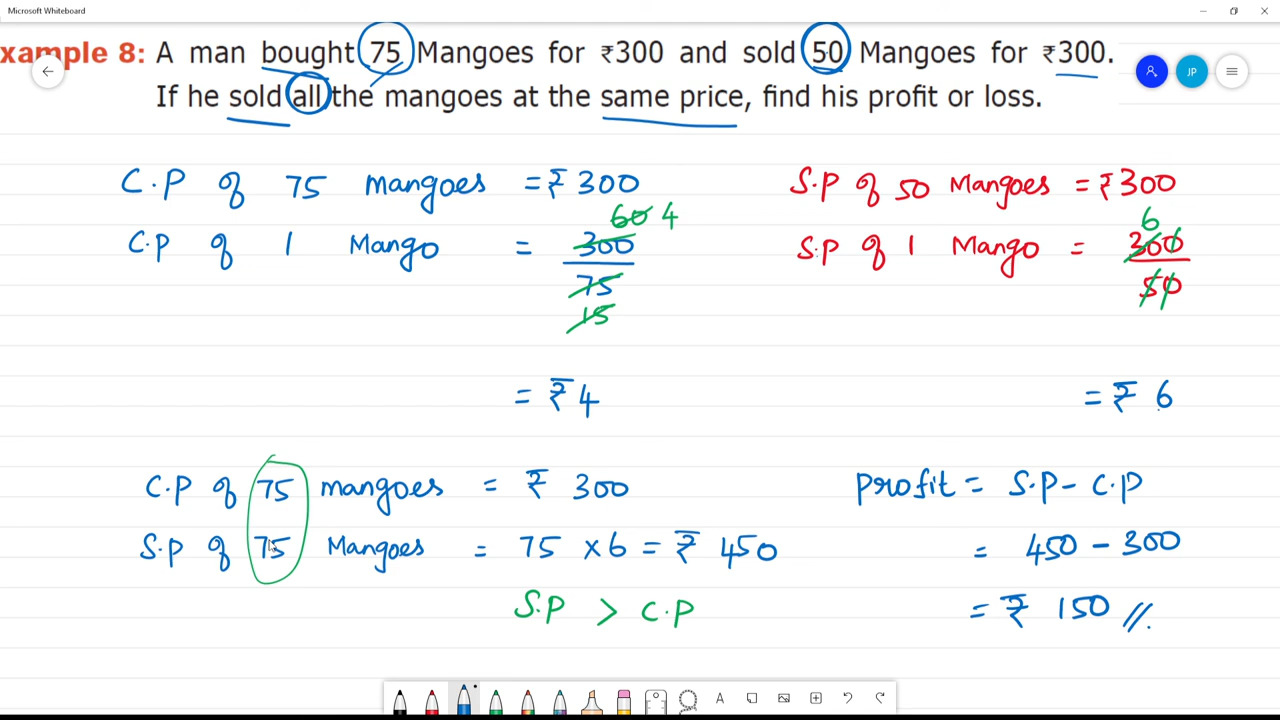 Microsoft Whiteboard
xample 8: A man bought 75 Mangoes for ₹300 and sold 50 Mangoes for ₹300.
If he sold all the mangoes at the same price, find his profit or loss.
JP
C.P of 75 mangoes = ₹ 300
S.P of 50 Mangoes = ₹300
60 4
C.P of 1 Mango = 300
75
15
6
S.P of 1 Mango = 300
50
= ₹ 4
= ₹ 6
C.P of 75 mangoes = ₹ 300
Profit = S.P - C.P
S.P of 75 Mangoes = 75 x 6 = ₹ 450
= 450 - 300
S.P > C.P
= ₹ 150 //.
A